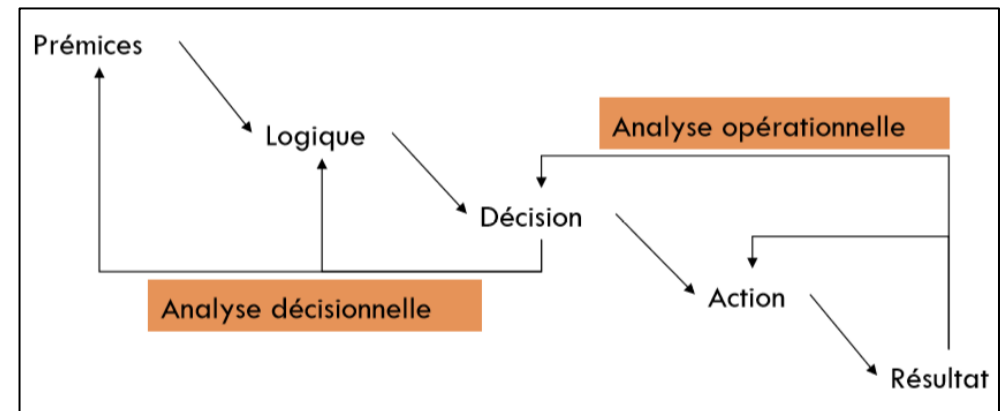 Prémices
Logique
Analyse opérationnelle
Décision
Analyse décisionnelle
Action
Résultat